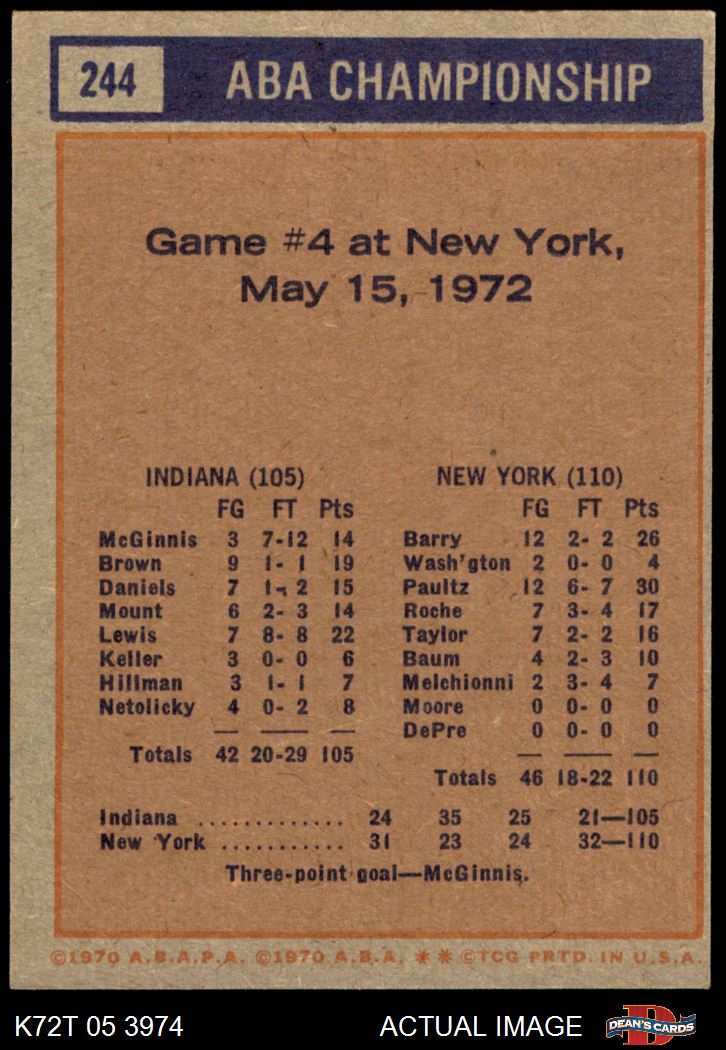 244 ABA CHAMPIONSHIP
Game #4 at New York,
May 15, 1972
INDIANA (105)
FG FT Pts
McGinnis 3 7-12 14
Brown 9 1- 1 19
Daniels 7 1- 2 15
Mount 6 2- 3 14
Lewis 7 8- 8 22
Keller 3 0- 0 6
Hillman 3 1- 1 7
Netolicky 4 0- 2 8
Totals 42 20-29 105
NEW YORK (110)
FG FT Pts
Barry 12 2- 2 26
Wash'gton 2 0- 0 4
Paultz 12 6- 7 30
Roche 7 3- 4 17
Taylor 7 2- 2 16
Baum 4 2- 3 10
Melchionni 2 3- 4 7
Moore 0 0- 0 0
DePre 0 0- 0 0
Totals 46 18-22 110
Indiana ............. 24 35 25 21—105
New York ........... 31 23 24 32—110
Three-point goal—McGinnis.
©1970 A.B.A.P.A. ©1970 A.B.A. ✱ ✱ ©TCG PRTD. IN U.S.A.
K72T 05 3974 ACTUAL IMAGE D DEAN'S CARDS